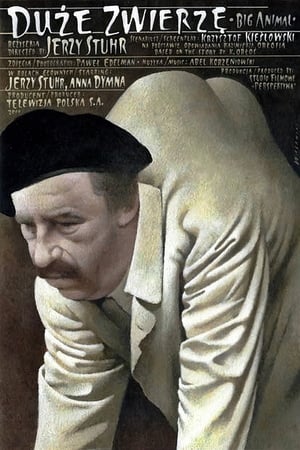 DUŻE ZWIERZĘ
•BIG ANIMAL•
REŻYSERIA
DIRECTED BY JERZY STUHR
SCENARIUSZ / SCREENPLAY KRZYSZTOF KIEŚLOWSKI
NA PODSTAWIE OPOWIADANIA KAZIMIERZA ORŁOSIA
BASED ON THE STORY BY K. ORŁOŚ
ZDJĘCIA / PHOTOGRAPHY PAWEŁ EDELMAN / MUZYKA / MUSIC ABEL KORZENIOWSKI
W ROLACH GŁÓWNYCH / STARRING:
JERZY STUHR, ANNA DYMNA
PRODUCENT / PRODUCER
TELEWIZJA POLSKA S.A.
PRODUKCJA / PRODUCED BY:
STUDIO FILMOWE
•PERSPEKTYWA•